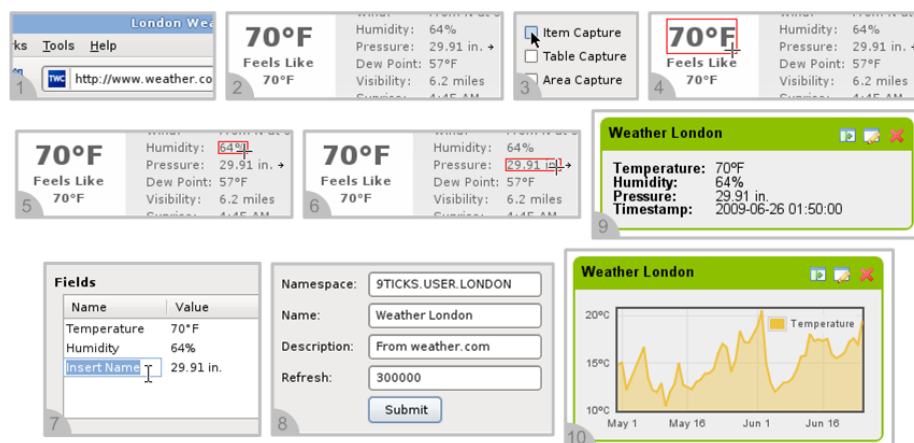 London Wea
ks Tools Help
TWC http://www.weather.co
1
70°F
Feels Like
70°F
Humidity: 64%
Pressure: 29.91 in.
Dew Point: 57°F
Visibility: 6.2 miles
2
Item Capture
Table Capture
Area Capture
3
70°F
Feels Like
70°F
Humidity: 64%
Pressure: 29.91 in.
Dew Point: 57°F
Visibility: 6.2 miles
4
70°F
Feels Like
70°F
Humidity: 64%
Pressure: 29.91 in.
Dew Point: 57°F
Visibility: 6.2 miles
5
70°F
Feels Like
70°F
Humidity: 64%
Pressure: 29.91 in.
Dew Point: 57°F
Visibility: 6.2 miles
6
Weather London
Temperature: 70ºF
Humidity: 64%
Pressure: 29.91 in.
Timestamp: 2009-06-26 01:50:00
9
Fields
Name Value
Temperature 70°F
Humidity 64%
Insert Name 29.91 in.
7
Namespace: 9TICKS.USER.LONDON
Name: Weather London
Description: From weather.com
Refresh: 300000
Submit
8
Weather London
Temperature
20ºC
15ºC
10ºC
May 1 May 16 Jun 1 Jun 16
10